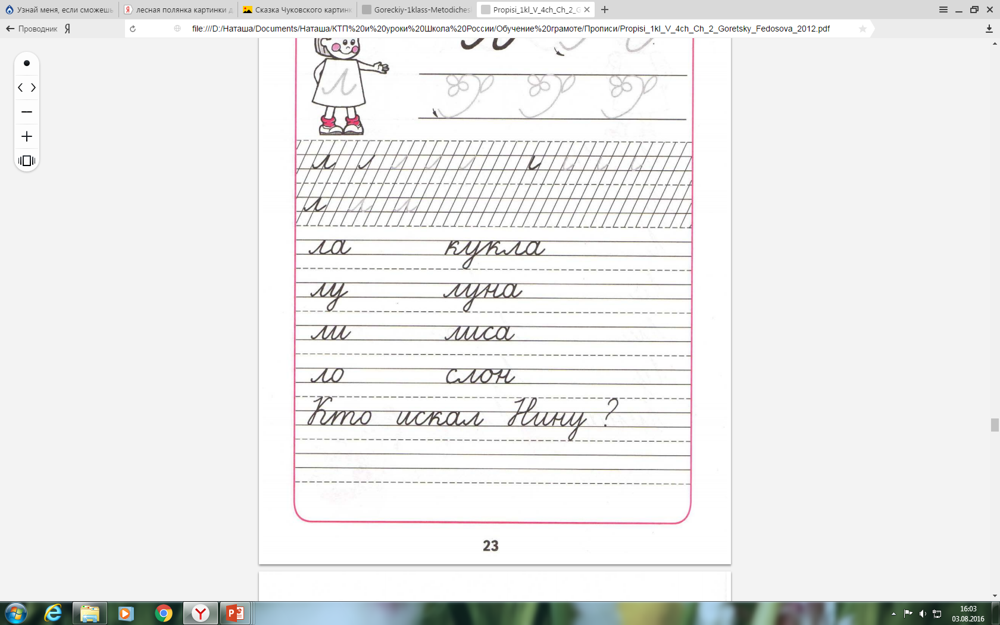 Узнай меня, если сможешь
лесная полянка картинки д
Сказка Чуковского картинк
Goreckiy-1klass-Metodiches
Propisi_1kl_V_4ch_Ch_2_G
Проводник
file:///D:/Наташа/Documents/Наташа/КТП%20и%20уроки%20Школа%20России/Обучение%20грамоте/Прописи/Propisi_1kl_V_4ch_Ch_2_Goretsky_Fedosova_2012.pdf
л
л
л
ла кукла
лу луна
ли лиса
ло слон
Кто искал Нину ?
23
16:03
03.08.2016